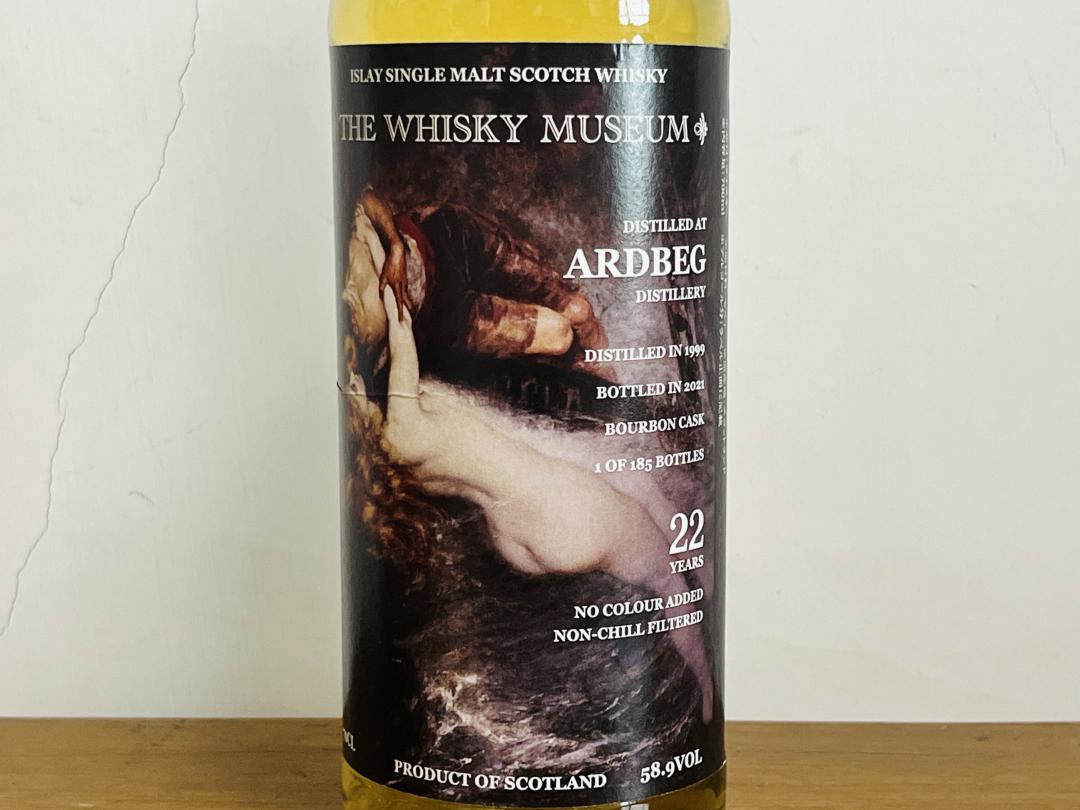 ISLAY SINGLE MALT SCOTCH WHISKY
THE WHISKY MUSEUM
DISTILLED AT
ARDBEG
DISTILLERY
DISTILLED IN 1999
BOTTLED IN 2021
BOURBON CASK
1 OF 185 BOTTLES
22
YEARS
NO COLOUR ADDED
NON-CHILL FILTERED
PRODUCT OF SCOTLAND
58.9VOL